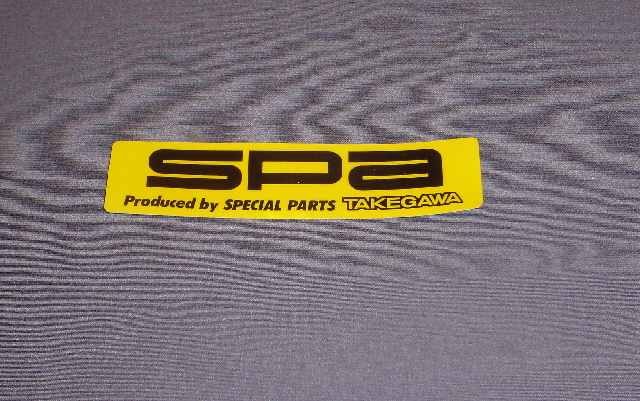 spa
Produced by SPECIAL PARTS TAKEGAWA